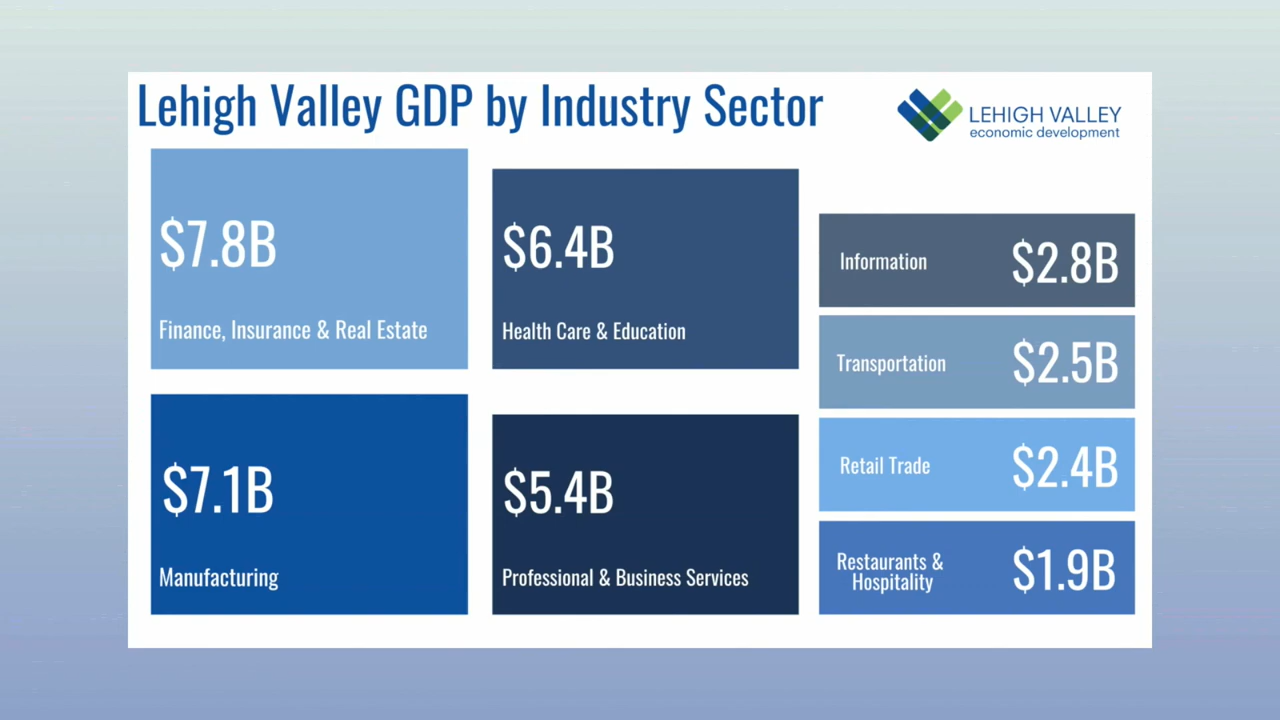 Lehigh Valley GDP by Industry Sector
LEHIGH VALLEY
economic development
$7.8B
Finance, Insurance & Real Estate
$7.1B
Manufacturing
$6.4B
Health Care & Education
$5.4B
Professional & Business Services
Information $2.8B
Transportation $2.5B
Retail Trade $2.4B
Restaurants &
Hospitality
$1.9B